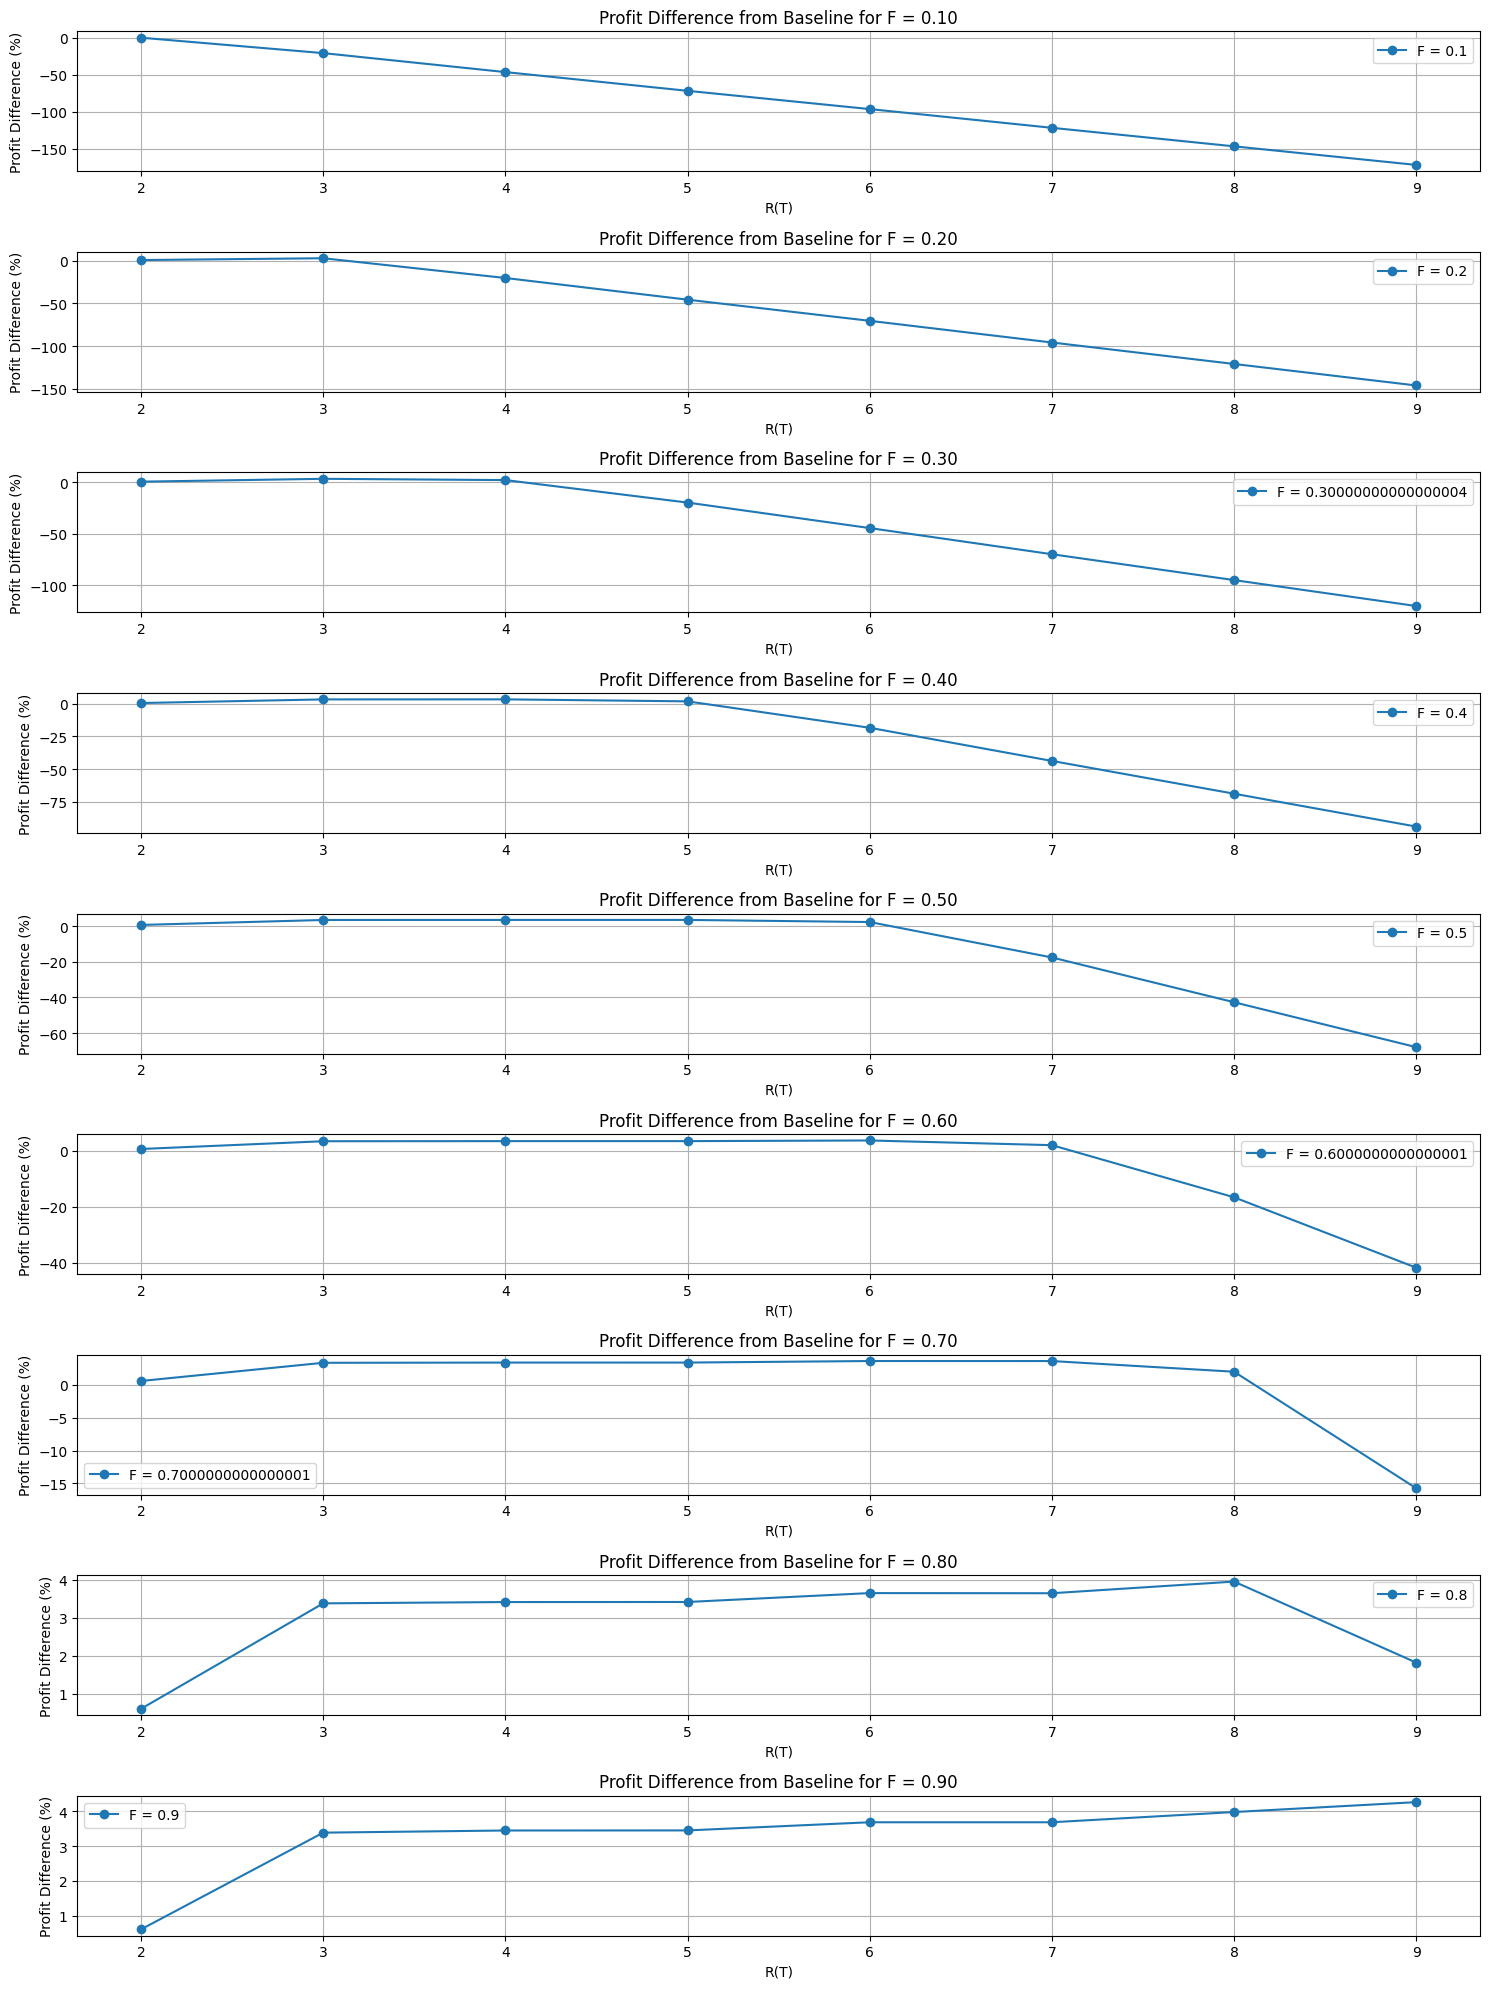 Profit Difference from Baseline for F = 0.10
Profit Difference (%)
0
−50
−100
−150
F = 0.1
2 3 4 5 6 7 8 9
R(T)
Profit Difference from Baseline for F = 0.20
Profit Difference (%)
0
−50
−100
−150
F = 0.2
2 3 4 5 6 7 8 9
R(T)
Profit Difference from Baseline for F = 0.30
Profit Difference (%)
0
−50
−100
F = 0.30000000000000004
2 3 4 5 6 7 8 9
R(T)
Profit Difference from Baseline for F = 0.40
Profit Difference (%)
0
−25
−50
−75
F = 0.4
2 3 4 5 6 7 8 9
R(T)
Profit Difference from Baseline for F = 0.50
Profit Difference (%)
0
−20
−40
−60
F = 0.5
2 3 4 5 6 7 8 9
R(T)
Profit Difference from Baseline for F = 0.60
Profit Difference (%)
0
−20
−40
F = 0.6000000000000001
2 3 4 5 6 7 8 9
R(T)
Profit Difference from Baseline for F = 0.70
Profit Difference (%)
0
−5
−10
−15
F = 0.7000000000000001
2 3 4 5 6 7 8 9
R(T)
Profit Difference from Baseline for F = 0.80
Profit Difference (%)
4
3
2
1
F = 0.8
2 3 4 5 6 7 8 9
R(T)
Profit Difference from Baseline for F = 0.90
Profit Difference (%)
4
3
2
1
F = 0.9
2 3 4 5 6 7 8 9
R(T)